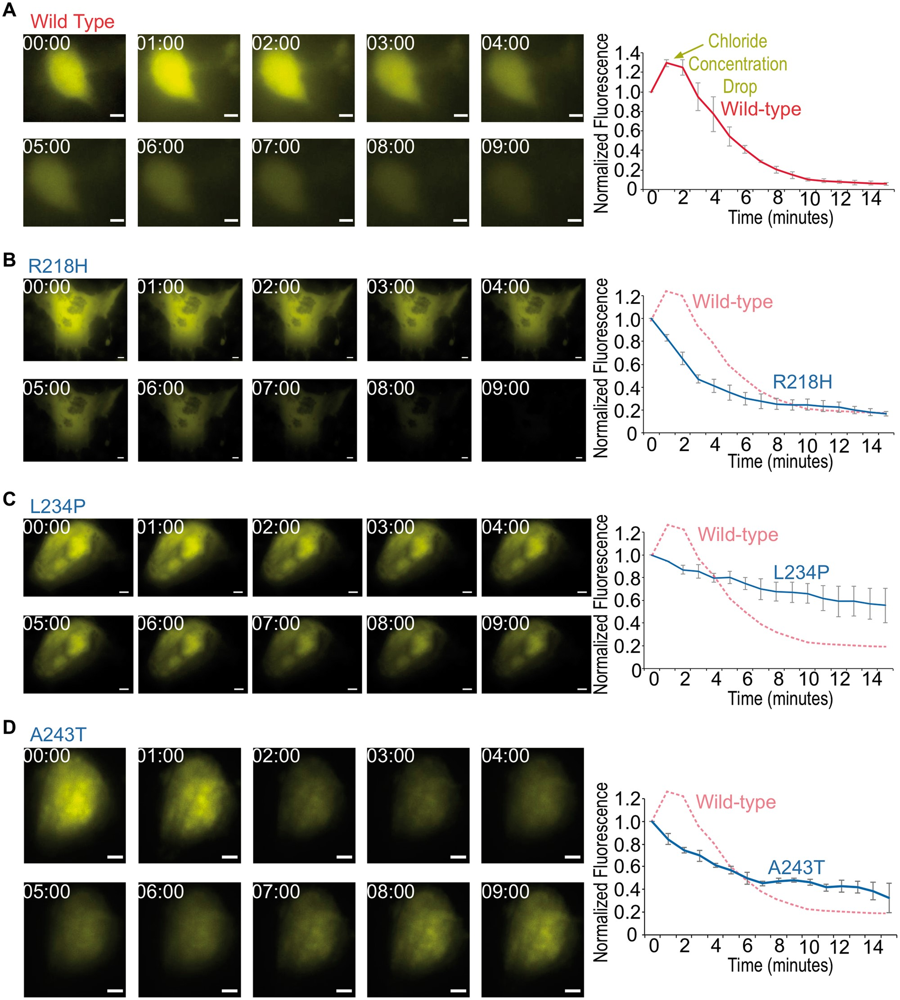 A
Wild Type
00:00 01:00 02:00 03:00 04:00
05:00 06:00 07:00 08:00 09:00
Normalized Fluorescence
1.4
1.2
1.0
0.8
0.6
0.4
0.2
0
Chloride
Concentration
Drop
Wild-type
0 2 4 6 8 10 12 14
Time (minutes)
B
R218H
00:00 01:00 02:00 03:00 04:00
05:00 06:00 07:00 08:00 09:00
Normalized Fluorescence
1.2
1.0
0.8
0.6
0.4
0.2
0
Wild-type
R218H
0 2 4 6 8 10 12 14
Time (minutes)
C
L234P
00:00 01:00 02:00 03:00 04:00
05:00 06:00 07:00 08:00 09:00
Normalized Fluorescence
1.2
1.0
0.8
0.6
0.4
0.2
0
Wild-type
L234P
0 2 4 6 8 10 12 14
Time (minutes)
D
A243T
00:00 01:00 02:00 03:00 04:00
05:00 06:00 07:00 08:00 09:00
Normalized Fluorescence
1.2
1.0
0.8
0.6
0.4
0.2
0
Wild-type
A243T
0 2 4 6 8 10 12 14
Time (minutes)